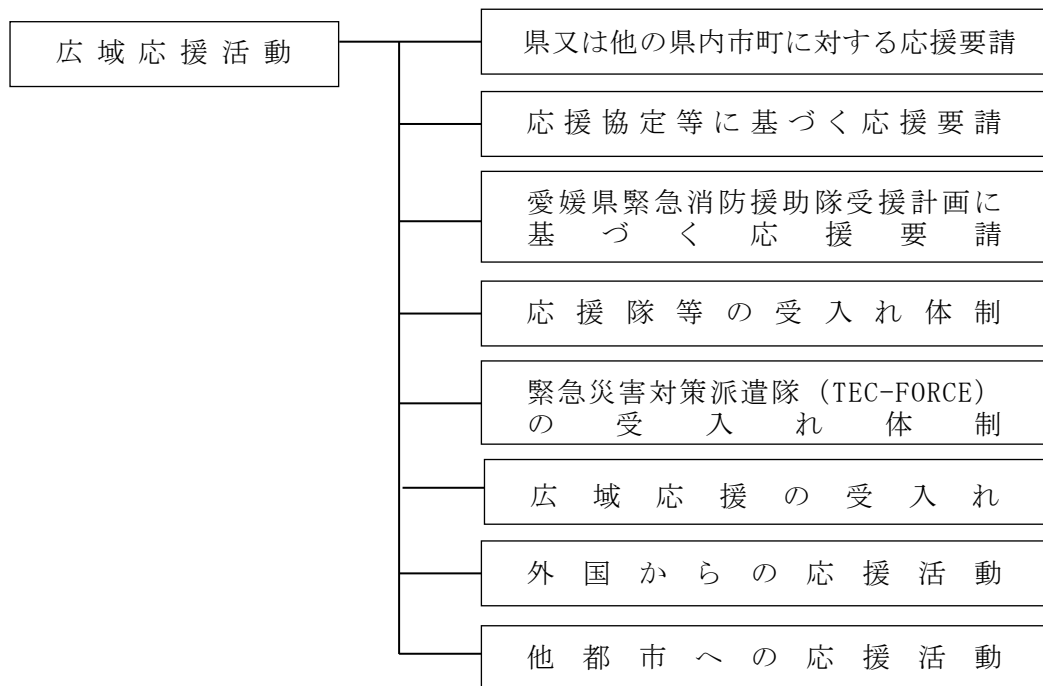 広域応援活動
県又は他の県内市町に対する応援要請
応援協定等に基づく応援要請
愛媛県緊急消防援助隊受援計画に
基づく応援要請
応援隊等の受入れ体制
緊急災害対策派遣隊（TEC-FORCE）
の受入れ体制
広域応援の受入れ
外国からの応援活動
他都市への応援活動